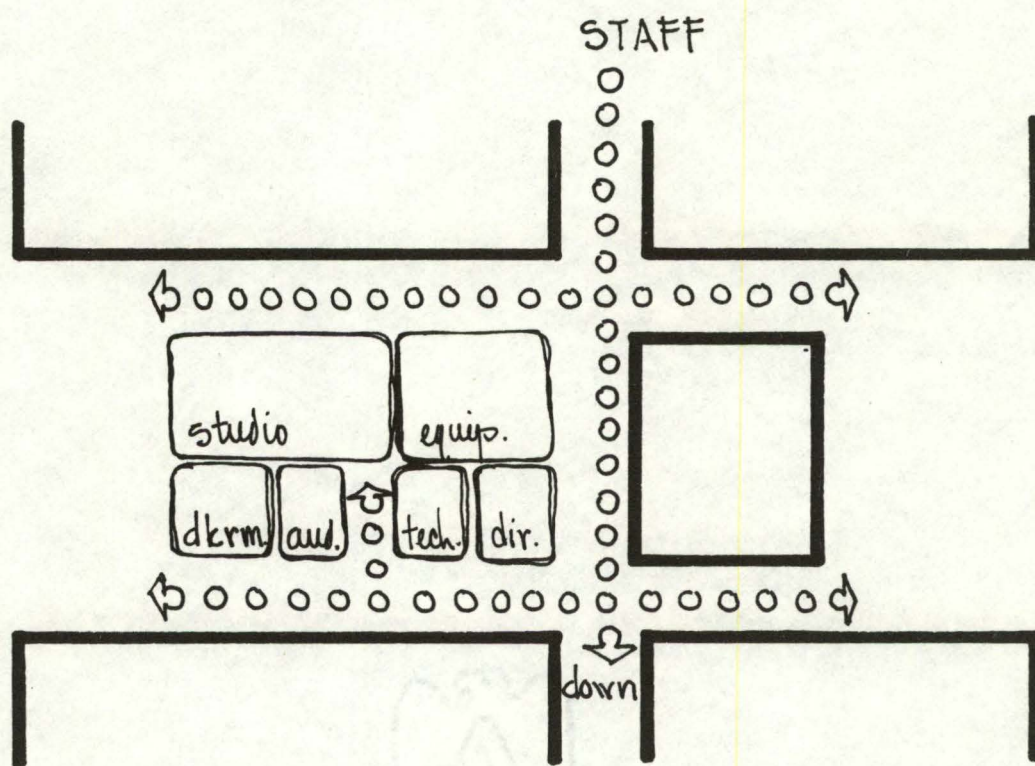 STAFF
studio
equip.
dkrm.
aud.
tech.
dir.
down